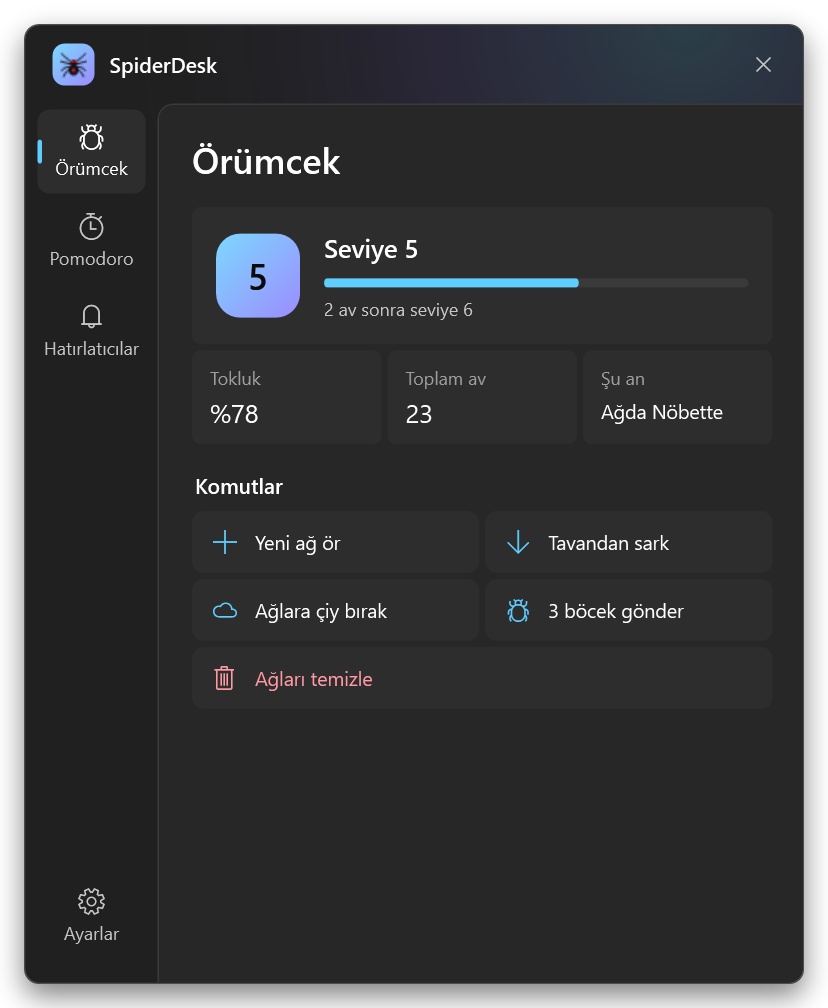 SpiderDesk
Örümcek
Pomodoro
Hatırlatıcılar
Ayarlar
Örümcek
5
Seviye 5
2 av sonra seviye 6
Tokluk
%78
Toplam av
23
Şu an
Ağda Nöbette
Komutlar
Yeni ağ ör
Tavandan sark
Ağlara çiy bırak
3 böcek gönder
Ağları temizle